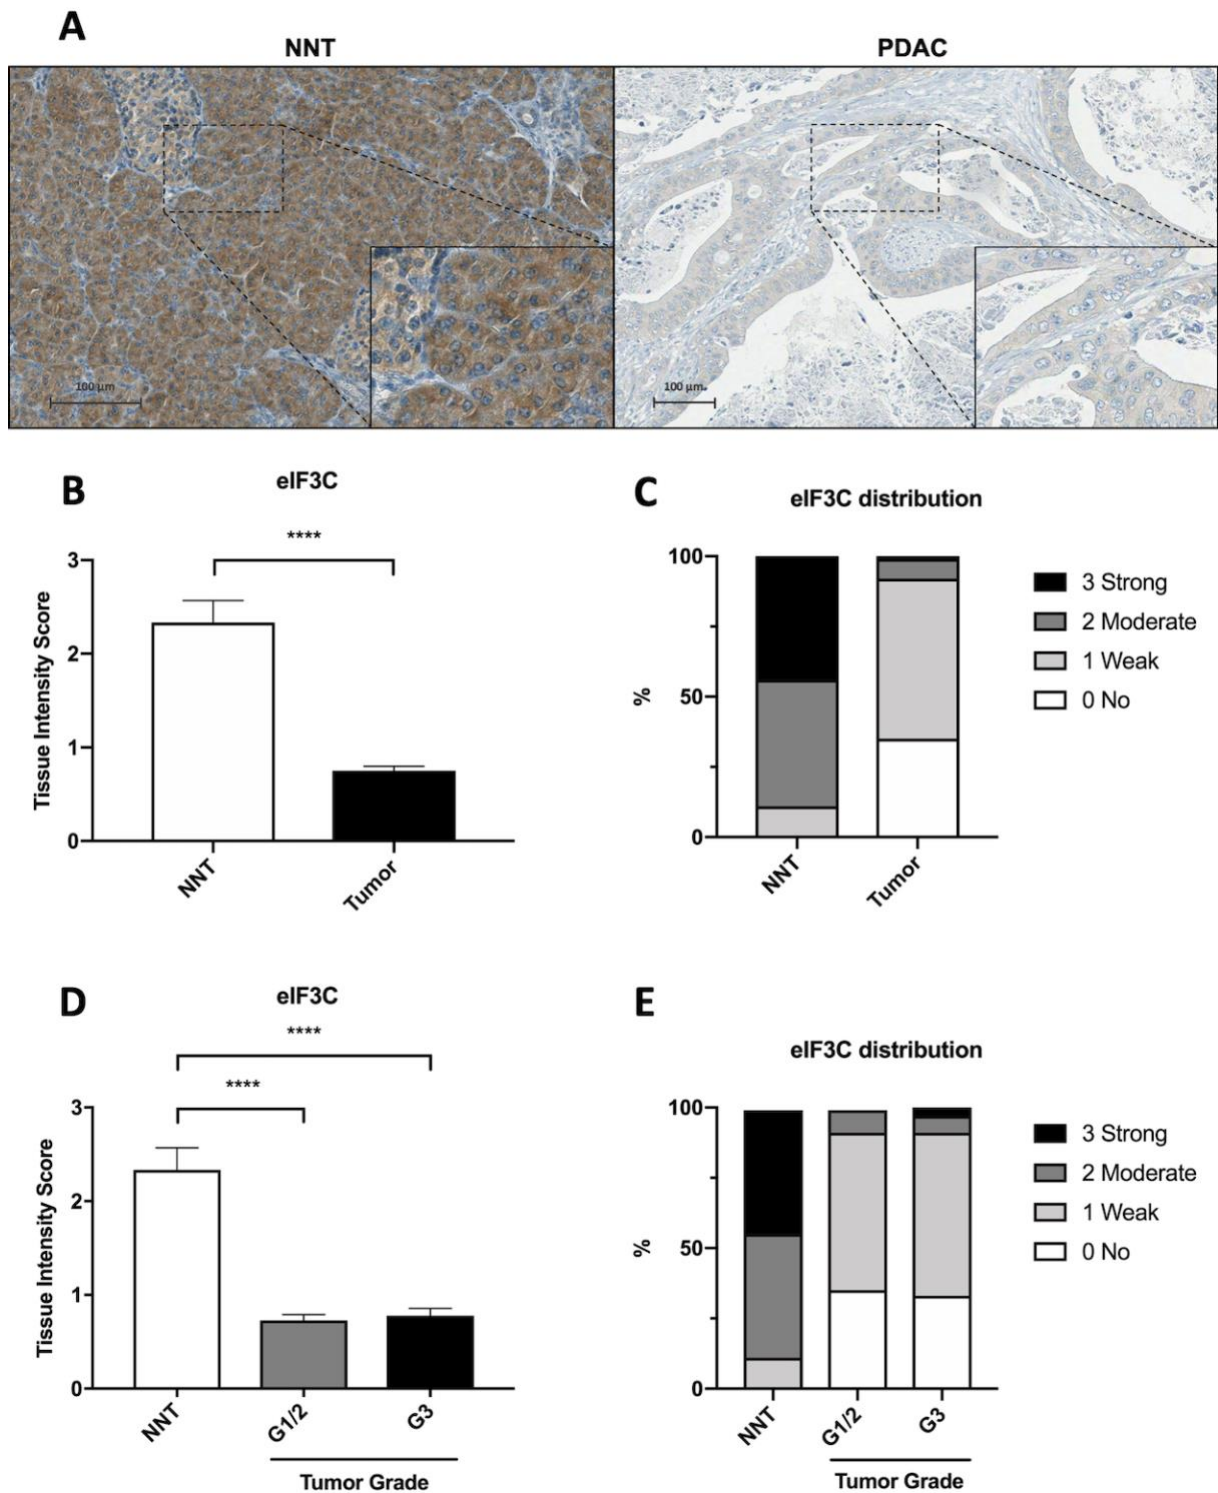 A
NNT
PDAC
100 µm
100 µm
B
eIF3C
****
Tissue Intensity Score
3
2
1
0
NNT
Tumor
C
eIF3C distribution
%
100
50
0
NNT
Tumor
3 Strong
2 Moderate
1 Weak
0 No
D
eIF3C
****
****
Tissue Intensity Score
3
2
1
0
NNT
G1/2
G3
Tumor Grade
E
eIF3C distribution
%
100
50
0
NNT
G1/2
G3
Tumor Grade
3 Strong
2 Moderate
1 Weak
0 No